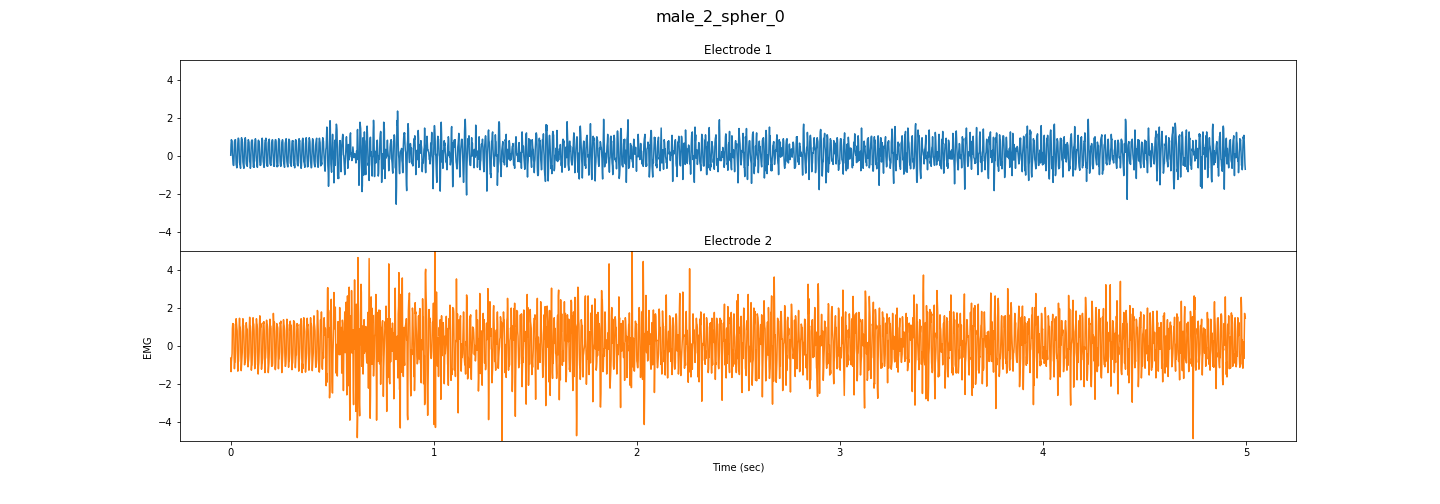 male_2_spher_0
Electrode 1
4
2
0
−2
−4
Electrode 2
4
2
0
−2
−4
EMG
0 1 2 3 4 5
Time (sec)